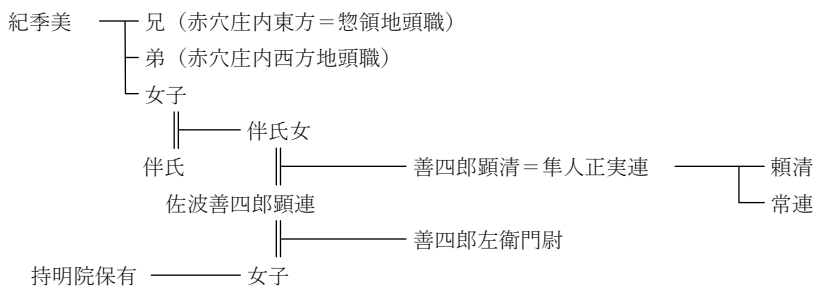 紀季美 兄（赤穴庄内東方＝惣領地頭職）
弟（赤穴庄内西方地頭職）
女子
伴氏女
伴氏 善四郎顕清＝隼人正実連 頼清
佐波善四郎顕連 常連
善四郎左衛門尉
持明院保有 女子